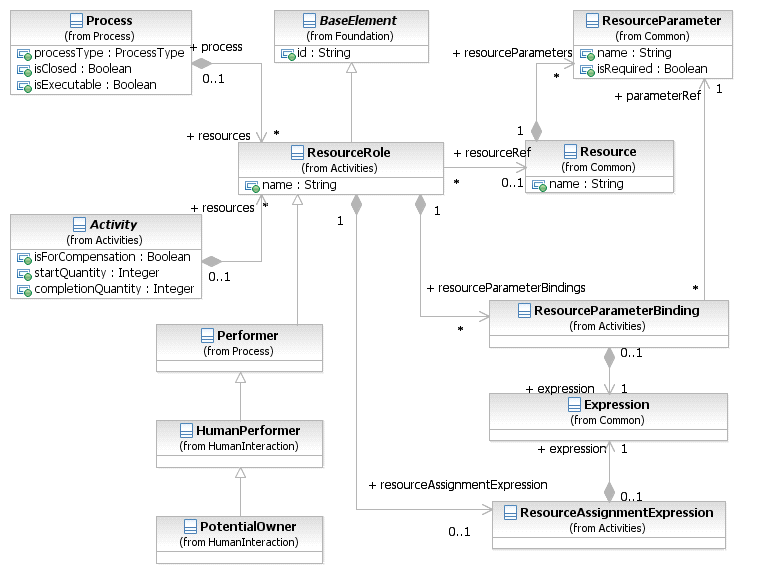 Process
(from Process)
processType : ProcessType
isClosed : Boolean
isExecutable : Boolean
+ process
0..1
BaseElement
(from Foundation)
id : String
ResourceParameter
(from Common)
name : String
isRequired : Boolean
+ resourceParameters
*
1
+ parameterRef
1
+ resources
*
ResourceRole
(from Activities)
name : String
+ resourceRef
*
0..1
Resource
(from Common)
name : String
+ resources
*
Activity
(from Activities)
isForCompensation : Boolean
startQuantity : Integer
completionQuantity : Integer
0..1
1
1
+ resourceParameterBindings
*
*
ResourceParameterBinding
(from Activities)
0..1
Performer
(from Process)
+ expression
1
Expression
(from Common)
HumanPerformer
(from HumanInteraction)
+ expression
1
+ resourceAssignmentExpression
0..1
0..1
ResourceAssignmentExpression
(from Activities)
PotentialOwner
(from HumanInteraction)